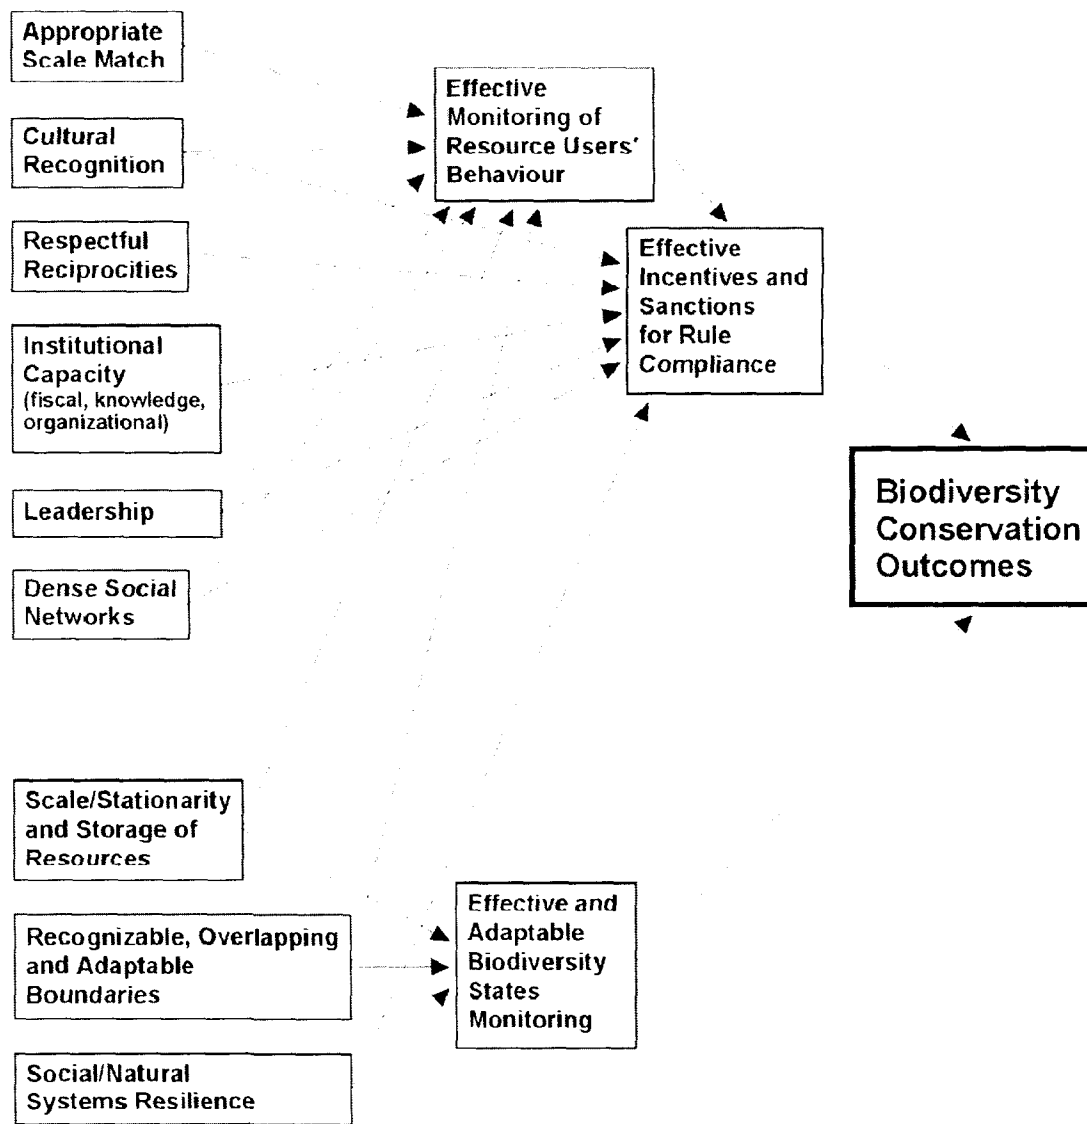 Appropriate
Scale Match
Cultural
Recognition
Respectful
Reciprocities
Institutional
Capacity
(fiscal, knowledge,
organizational)
Leadership
Dense Social
Networks
Scale/Stationarity
and Storage of
Resources
Recognizable, Overlapping
and Adaptable
Boundaries
Social/Natural
Systems Resilience
Effective
Monitoring of
Resource Users'
Behaviour
Effective
Incentives and
Sanctions
for Rule
Compliance
Effective and
Adaptable
Biodiversity
States
Monitoring
Biodiversity
Conservation
Outcomes